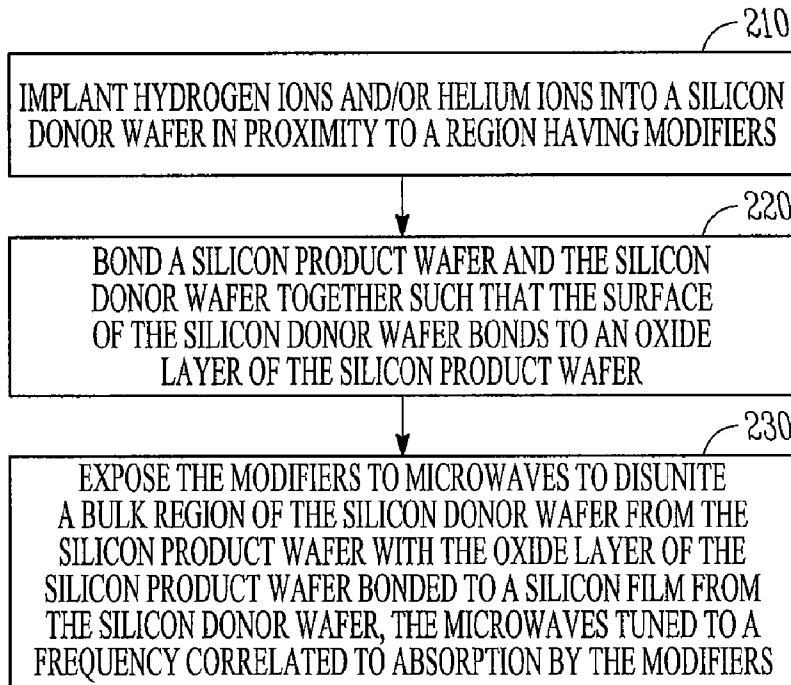 210
IMPLANT HYDROGEN IONS AND/OR HELIUM IONS INTO A SILICON
DONOR WAFER IN PROXIMITY TO A REGION HAVING MODIFIERS
220
BOND A SILICON PRODUCT WAFER AND THE SILICON
DONOR WAFER TOGETHER SUCH THAT THE SURFACE
OF THE SILICON DONOR WAFER BONDS TO AN OXIDE
LAYER OF THE SILICON PRODUCT WAFER
230
EXPOSE THE MODIFIERS TO MICROWAVES TO DISUNITE
A BULK REGION OF THE SILICON DONOR WAFER FROM THE
SILICON PRODUCT WAFER WITH THE OXIDE LAYER OF THE
SILICON PRODUCT WAFER BONDED TO A SILICON FILM FROM
THE SILICON DONOR WAFER, THE MICROWAVES TUNED TO A
FREQUENCY CORRELATED TO ABSORPTION BY THE MODIFIERS